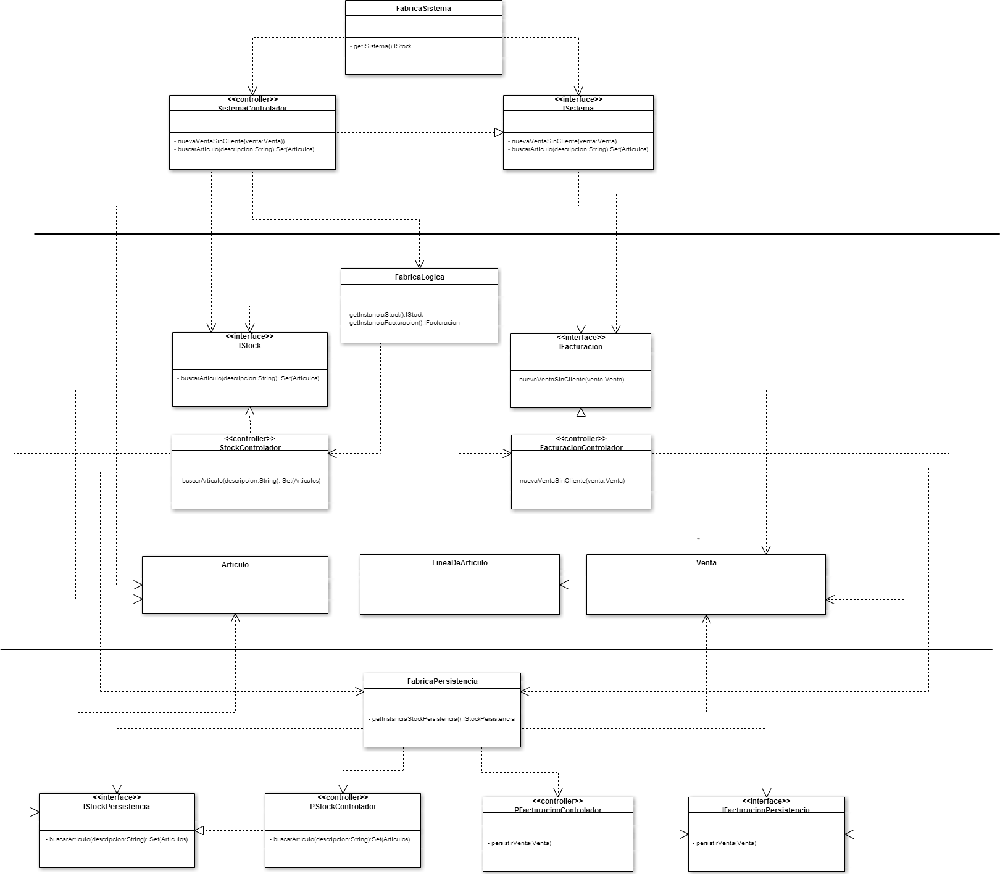 FabricaSistema
- getISistema():IStock
<<controller>>
SistemaControlador
- nuevaVentaSinCliente(venta:Venta))
- buscarArticulo(descripcion:String):Set(Articulos)
<<interface>>
ISistema
- nuevaVentaSinCliente(venta:Venta)
- buscarArticulo(descripcion:String):Set(Articulos)
FabricaLogica
- getInstanciaStock():IStock
- getInstanciaFacturacion():IFacturacion
<<interface>>
IStock
- buscarArticulo(descripcion:String): Set(Articulos)
<<interface>>
IFacturacion
- nuevaVentaSinCliente(venta:Venta)
<<controller>>
StockControlador
- buscarArticulo(descripcion:String): Set(Articulos)
<<controller>>
FacturacionControlador
- nuevaVentaSinCliente(venta:Venta)
*
Articulo
LineaDeArticulo
Venta
FabricaPersistencia
- getInstanciaStockPersistencia():IStockPersistencia
<<interface>>
IStockPersistencia
- buscarArticulo(descripcion:String): Set(Articulos)
<<controller>>
PStockControlador
- buscarArticulo(descripcion:String):Set(Articulos)
<<controller>>
PFacturacionControlador
- persistirVenta(Venta)
<<interface>>
IFacturacionPersistencia
- persistirVenta(Venta)